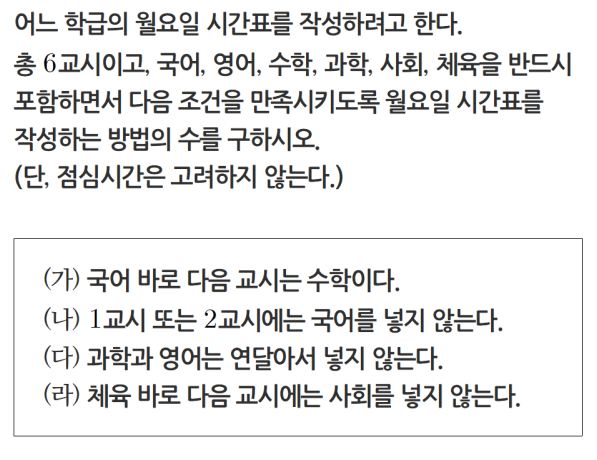 어느 학급의 월요일 시간표를 작성하려고 한다.
총 6교시이고, 국어, 영어, 수학, 과학, 사회, 체육을 반드시
포함하면서 다음 조건을 만족시키도록 월요일 시간표를
작성하는 방법의 수를 구하시오.
(단, 점심시간은 고려하지 않는다.)
(가) 국어 바로 다음 교시는 수학이다.
(나) 1교시 또는 2교시에는 국어를 넣지 않는다.
(다) 과학과 영어는 연달아서 넣지 않는다.
(라) 체육 바로 다음 교시에는 사회를 넣지 않는다.